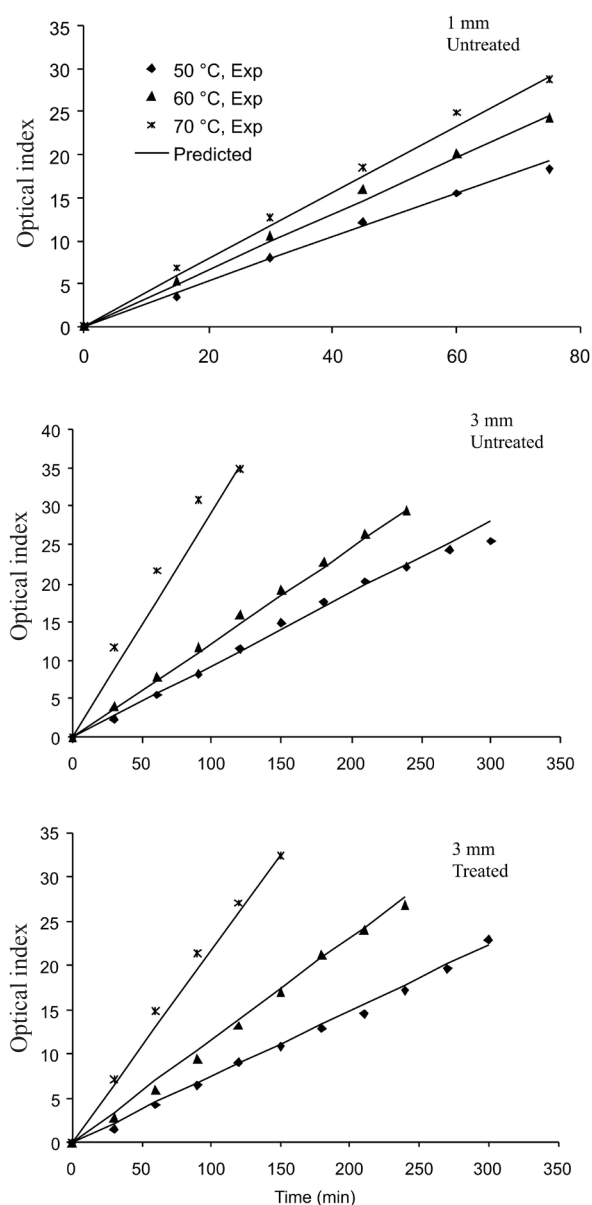 1 mm
Untreated
50 °C, Exp
60 °C, Exp
70 °C, Exp
Predicted
Optical index
35
30
25
20
15
10
5
0
0 20 40 60 80
3 mm
Untreated
Optical index
40
35
30
25
20
15
10
5
0
0 50 100 150 200 250 300 350
3 mm
Treated
Optical index
35
30
25
20
15
10
5
0
0 50 100 150 200 250 300 350
Time (min)